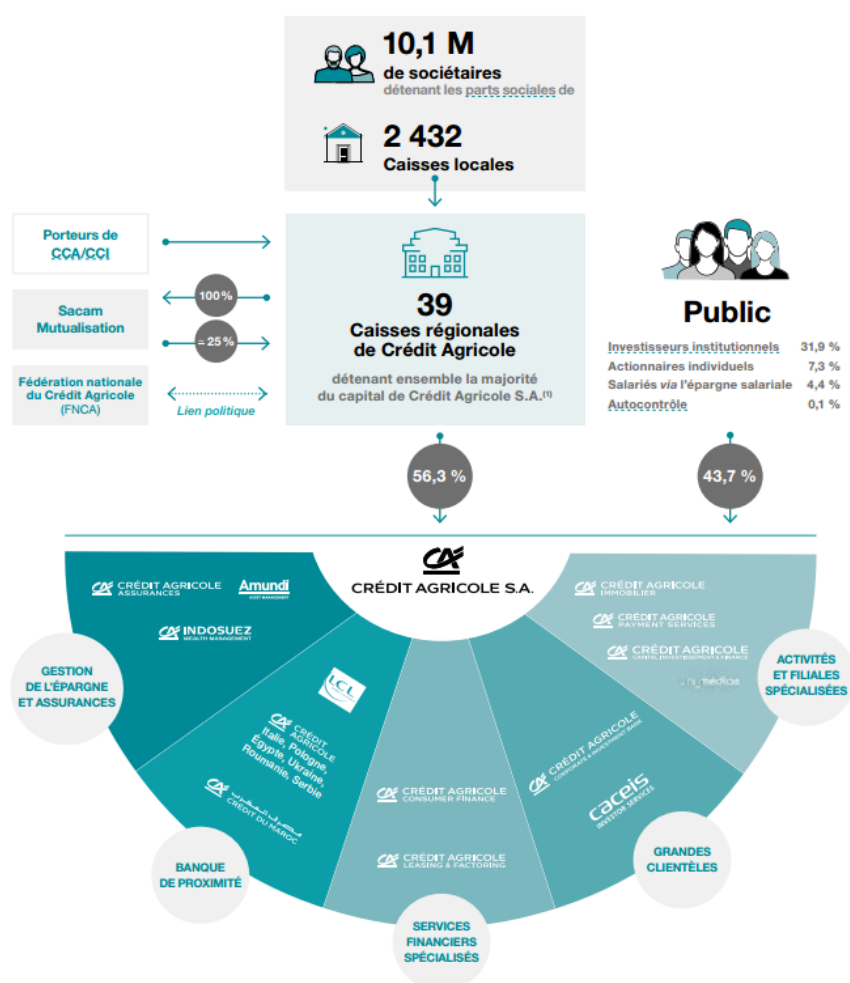 10,1 M
de sociétaires
détenant les parts sociales de
2 432
Caisses locales
Porteurs de
CCA/CCI
100 %
Sacam
Mutualisation
≈ 25 %
Fédération nationale
du Crédit Agricole
(FNCA)
Lien politique
39
Caisses régionales
de Crédit Agricole
détenant ensemble la majorité
du capital de Crédit Agricole S.A.(1)
Public
Investisseurs institutionnels 31,9 %
Actionnaires individuels 7,3 %
Salariés via l'épargne salariale 4,4 %
Autocontrôle 0,1 %
56,3 %
43,7 %
CRÉDIT AGRICOLE S.A.
CRÉDIT AGRICOLE
ASSURANCES
Amundi
ASSET MANAGEMENT
INDOSUEZ
WEALTH MANAGEMENT
GESTION
DE L'ÉPARGNE
ET ASSURANCES
LCL
CRÉDIT
AGRICOLE
Italie, Pologne,
Égypte, Ukraine,
Roumanie, Serbie
مصرف المغرب
CRÉDIT DU MAROC
BANQUE
DE PROXIMITÉ
CRÉDIT AGRICOLE
CONSUMER FINANCE
CRÉDIT AGRICOLE
LEASING & FACTORING
SERVICES
FINANCIERS
SPÉCIALISÉS
CRÉDIT AGRICOLE
CORPORATE & INVESTMENT BANK
caceis
INVESTOR SERVICES
GRANDES
CLIENTÈLES
CRÉDIT AGRICOLE
IMMOBILIER
CRÉDIT AGRICOLE
PAYMENT SERVICES
CRÉDIT AGRICOLE
CAPITAL INVESTISSEMENT & FINANCE
unimédias
ACTIVITÉS
ET FILIALES
SPÉCIALISÉES